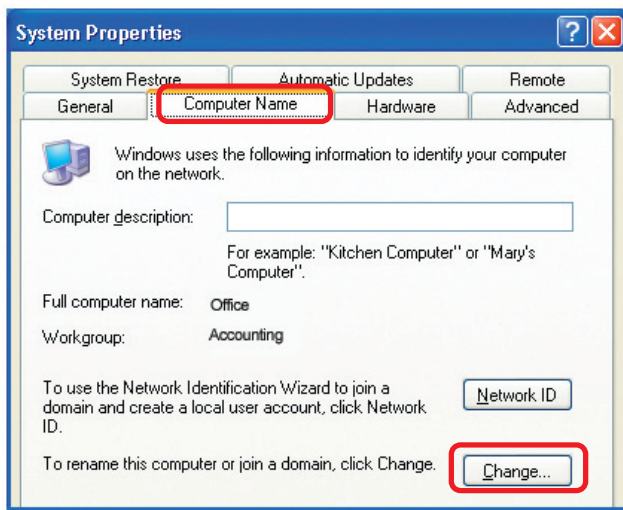 System Properties
System Restore Automatic Updates Remote
General Computer Name Hardware Advanced
Windows uses the following information to identify your computer
on the network.
Computer description:
For example: "Kitchen Computer" or "Mary's
Computer".
Full computer name: Office
Workgroup: Accounting
To use the Network Identification Wizard to join a
domain and create a local user account, click Network
ID.
Network ID
To rename this computer or join a domain, click Change.
Change...